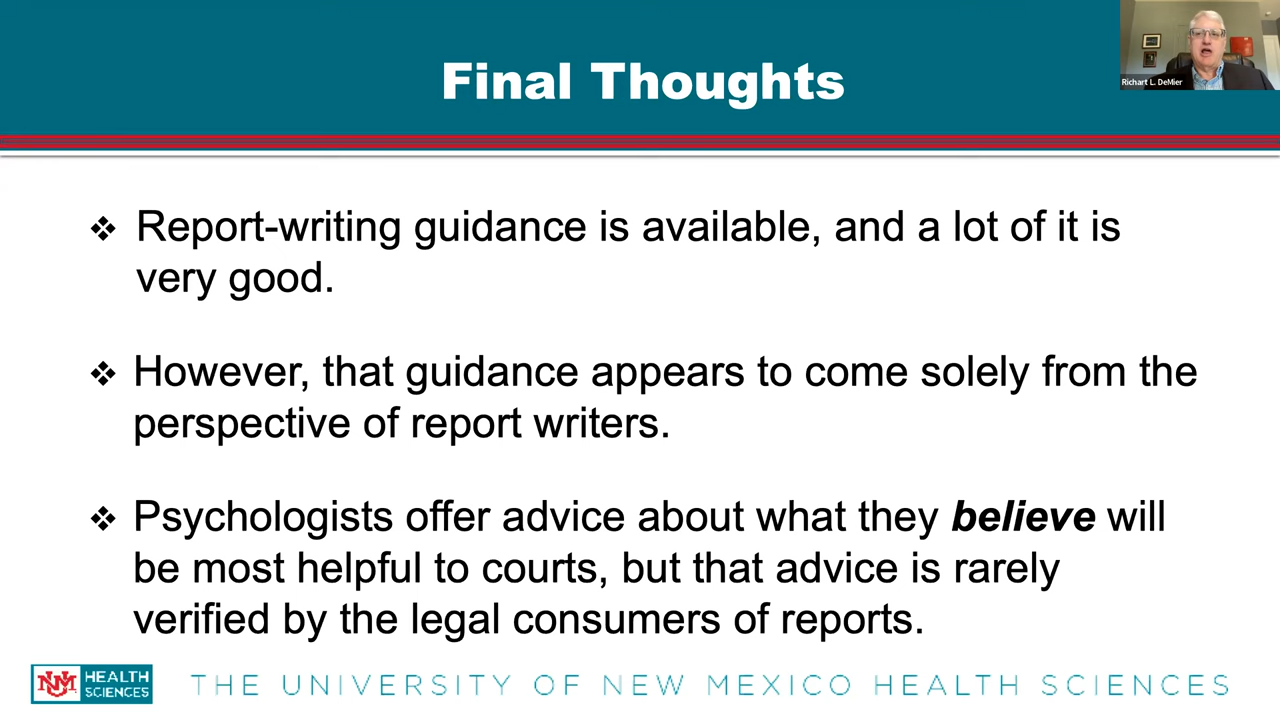 Final Thoughts
Richart L. DeMier
❖ Report-writing guidance is available, and a lot of it is
very good.
❖ However, that guidance appears to come solely from the
perspective of report writers.
❖ Psychologists offer advice about what they believe will
be most helpful to courts, but that advice is rarely
verified by the legal consumers of reports.
UNM HEALTH
SCIENCES
THE UNIVERSITY OF NEW MEXICO HEALTH SCIENCES